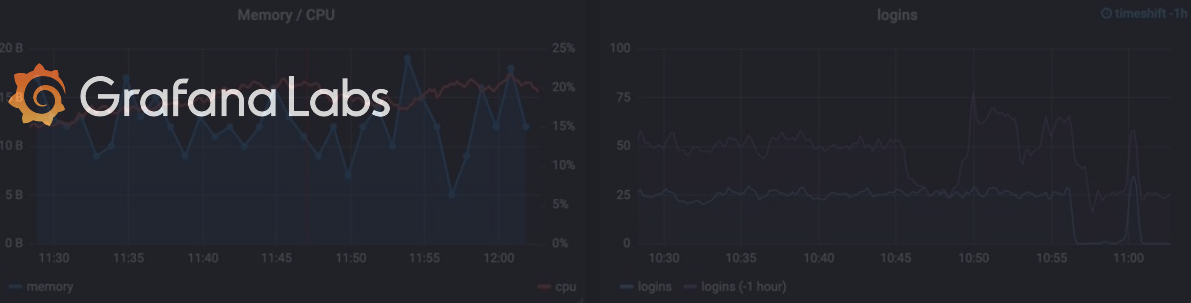 Memory / CPU
20 B
15 B
10 B
5 B
0 B
25%
20%
15%
10%
5%
0%
11:30 11:35 11:40 11:45 11:50 11:55 12:00
memory cpu
Grafana Labs
logins
timeshift -1h
100
75
50
25
0
10:30 10:35 10:40 10:45 10:50 10:55 11:00
logins logins (-1 hour)